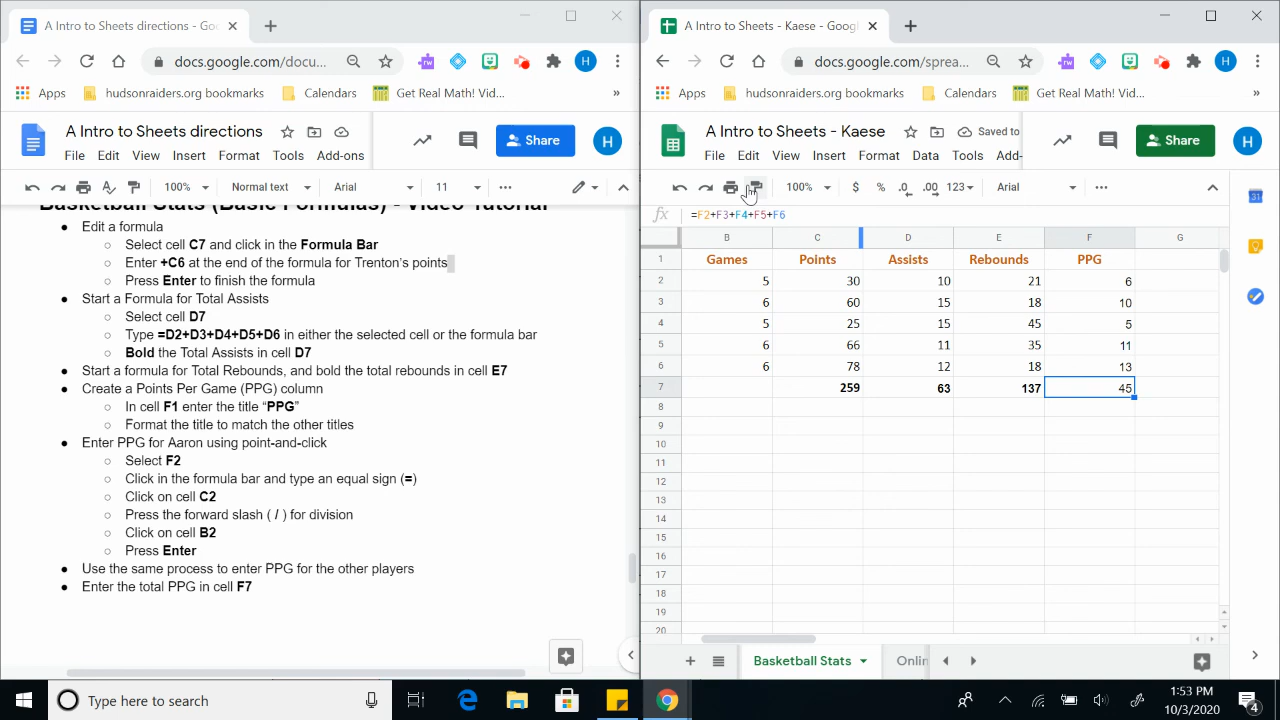 A Intro to Sheets directions - Goo
A Intro to Sheets - Kaese - Googl
docs.google.com/docu...
H
docs.google.com/sprea...
H
Apps
hudsonraiders.org bookmarks
Calendars
Get Real Math! Vid...
»
Apps
hudsonraiders.org bookmarks
Calendars
Get Real Math! Vid...
»
A Intro to Sheets directions
Share
H
File Edit View Insert Format Tools Add-ons
A Intro to Sheets - Kaese
Saved to
Share
H
File Edit View Insert Format Data Tools Add-
100% Normal text Arial 11
100% $ % .0 .00 123 Arial
31
Basketball Stats (Basic Formulas) - Video Tutorial
Edit a formula
Select cell C7 and click in the Formula Bar
Enter +C6 at the end of the formula for Trenton's points
Press Enter to finish the formula
Start a Formula for Total Assists
Select cell D7
Type =D2+D3+D4+D5+D6 in either the selected cell or the formula bar
Bold the Total Assists in cell D7
Start a formula for Total Rebounds, and bold the total rebounds in cell E7
Create a Points Per Game (PPG) column
In cell F1 enter the title “PPG”
Format the title to match the other titles
Enter PPG for Aaron using point-and-click
Select F2
Click in the formula bar and type an equal sign (=)
Click on cell C2
Press the forward slash ( / ) for division
Click on cell B2
Press Enter
Use the same process to enter PPG for the other players
Enter the total PPG in cell F7
fx =F2+F3+F4+F5+F6
B C D E F G
1 Games Points Assists Rebounds PPG
2 5 30 10 21 6
3 6 60 15 18 10
4 5 25 15 45 5
5 6 66 11 35 11
6 6 78 12 18 13
7 259 63 137 45
8
9
10
11
12
13
14
15
16
17
18
19
20
Basketball Stats
Onlin
Type here to search
1:53 PM
10/3/2020
4